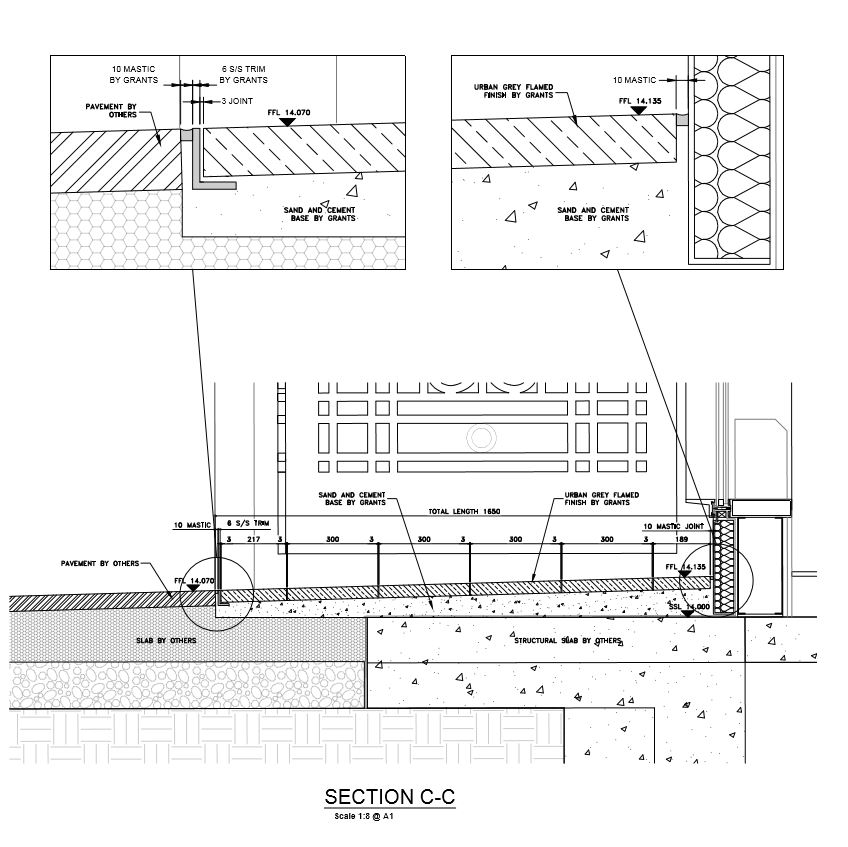 10 MASTIC
BY GRANTS
6 S/S TRIM
BY GRANTS
3 JOINT
PAVEMENT BY
OTHERS
FFL 14.070
SAND AND CEMENT
BASE BY GRANTS
URBAN GREY FLAMED
FINISH BY GRANTS
10 MASTIC
FFL 14.135
SAND AND CEMENT
BASE BY GRANTS
SAND AND CEMENT
BASE BY GRANTS
URBAN GREY FLAMED
FINISH BY GRANTS
TOTAL LENGTH 1650
10 MASTIC
6 S/S TRIM
10 MASTIC JOINT
3 217 3 300 3 300 3 300 3 300 3 189
PAVEMENT BY OTHERS
FFL 14.070
FFL 14.135
SSL 14.000
SLAB BY OTHERS
STRUCTURAL SLAB BY OTHERS
SECTION C-C
Scale 1:8 @ A1